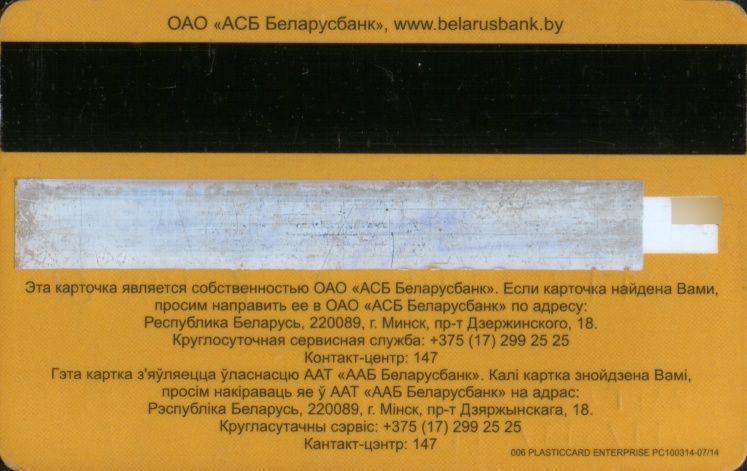 ОАО «АСБ Беларусбанк», www.belarusbank.by
Эта карточка является собственностью ОАО «АСБ Беларусбанк». Если карточка найдена Вами,
просим направить ее в ОАО «АСБ Беларусбанк» по адресу:
Республика Беларусь, 220089, г. Минск, пр-т Дзержинского, 18.
Круглосуточная сервисная служба: +375 (17) 299 25 25
Контакт-центр: 147
Гэта картка з'яўляецца ўласнасцю ААТ «ААБ Беларусбанк». Калі картка знойдзена Вамі,
просім накіраваць яе ў ААТ «ААБ Беларусбанк» на адрас:
Рэспубліка Беларусь, 220089, г. Мінск, пр-т Дзяржынскага, 18.
Кругласутачны сэрвіс: +375 (17) 299 25 25
Кантакт-цэнтр: 147
006 PLASTICCARD ENTERPRISE PC100314-07/14